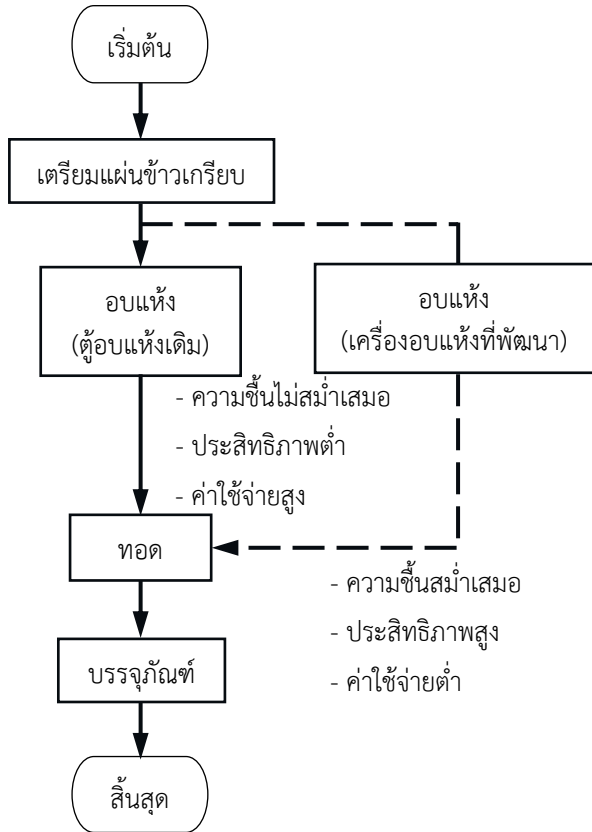 เริ่มต้น
เตรียมแผ่นข้าวเกรียบ
อบแห้ง
(ตู้อบแห้งเดิม)
อบแห้ง
(เครื่องอบแห้งที่พัฒนา)
- ความชื้นไม่สม่ำเสมอ
- ประสิทธิภาพต่ำ
- ค่าใช้จ่ายสูง
ทอด
- ความชื้นสม่ำเสมอ
- ประสิทธิภาพสูง
- ค่าใช้จ่ายต่ำ
บรรจุภัณฑ์
สิ้นสุด